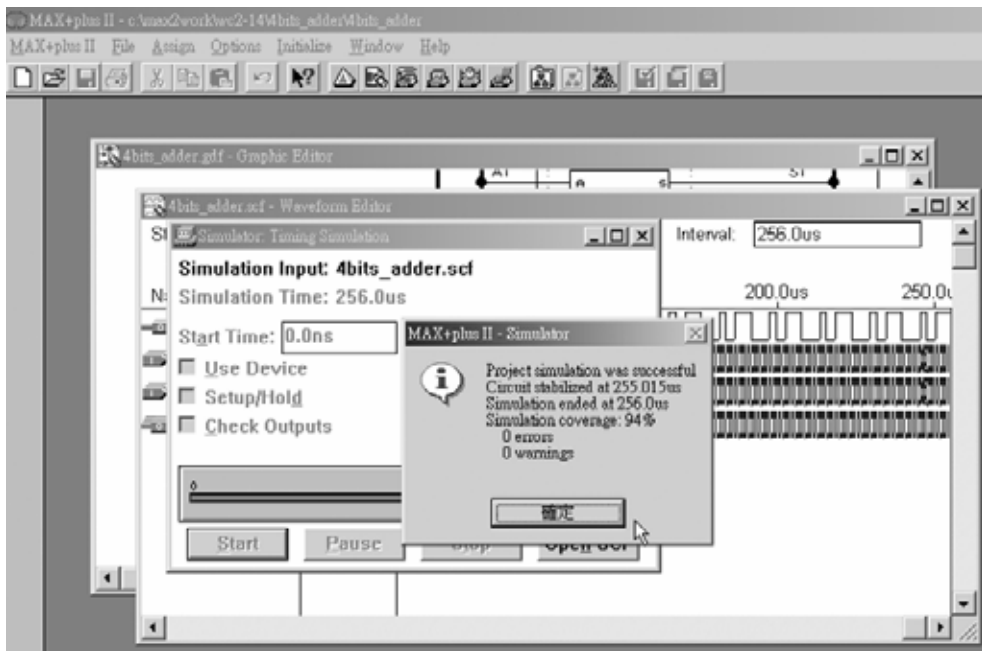 MAX+plus II - c:\max2work\wc2-14\4bits_adder\4bits_adder
MAX+plus II File Assign Options Initialize Window Help
4bits_adder.gdf - Graphic Editor
A1 A S S1
4bits_adder.scf - Waveform Editor
Interval: 256.0us
200.0us
Simulator: Timing Simulation
Simulation Input: 4bits_adder.scf
Simulation Time: 256.0us
Start Time: 0.0ns
Use Device
Setup/Hold
Check Outputs
0
Start Pause Stop Open SCF
MAX+plus II - Simulator
Project simulation was successful
Circuit stabilized at 255.015us
Simulation ended at 256.0us
Simulation coverage: 94%
0 errors
0 warnings
確定